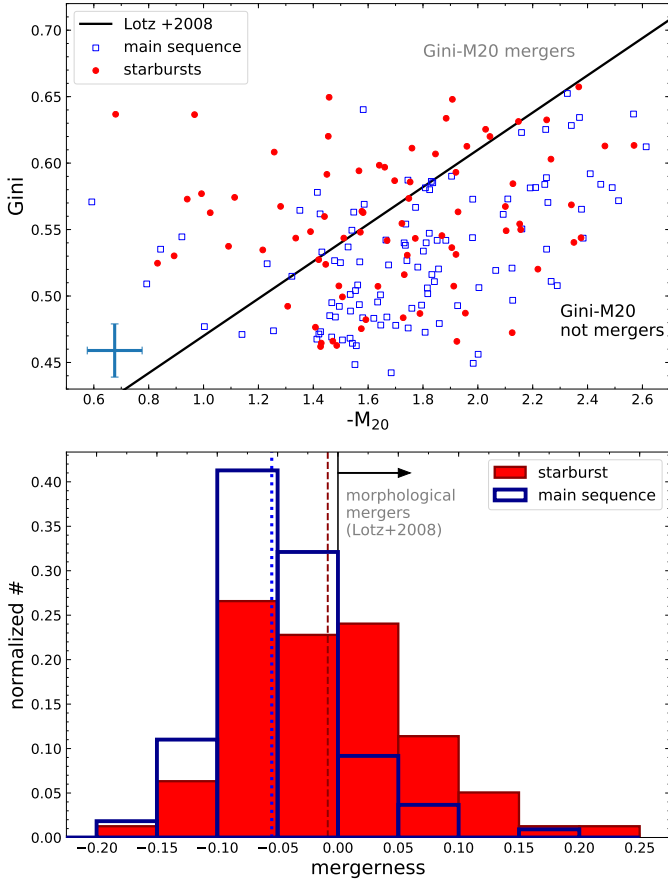 Lotz +2008
main sequence
starbursts
Gini-M20 mergers
Gini-M20
not mergers
Gini
0.70
0.65
0.60
0.55
0.50
0.45
0.6 0.8 1.0 1.2 1.4 1.6 1.8 2.0 2.2 2.4 2.6
-M20
starburst
main sequence
morphological
mergers
(Lotz+2008)
normalized #
0.40
0.35
0.30
0.25
0.20
0.15
0.10
0.05
0.00
−0.20 −0.15 −0.10 −0.05 0.00 0.05 0.10 0.15 0.20 0.25
mergerness